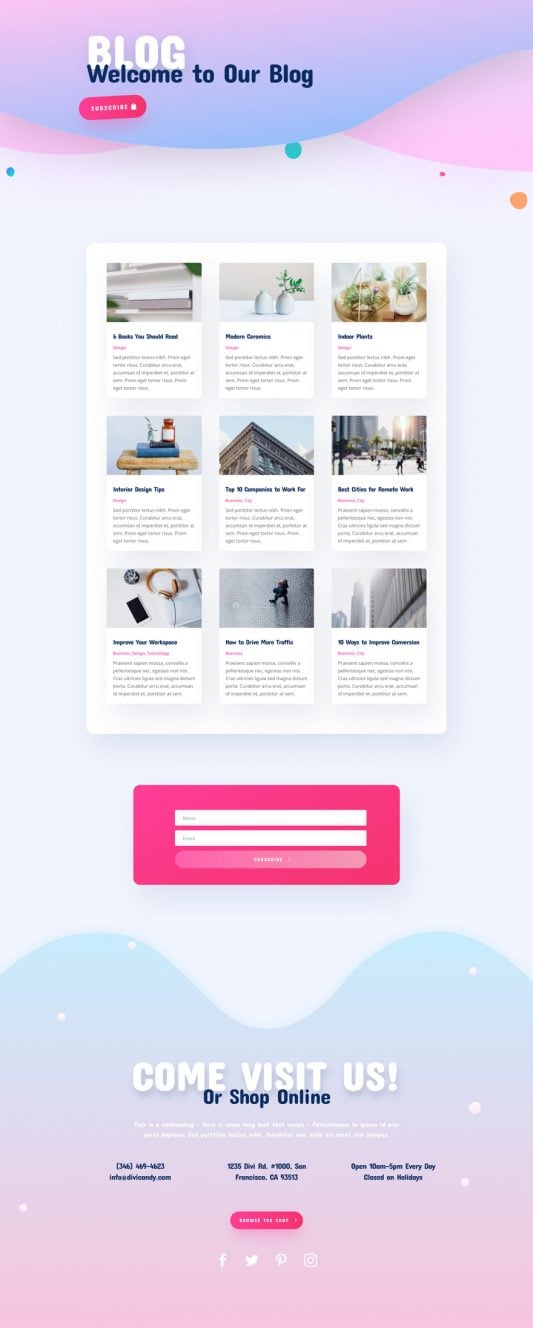 BLOG
Welcome to Our Blog
SUBSCRIBE
6 Books You Should Read
Design
Sed porttitor lectus nibh. Proin eget
tortor risus. Curabitur arcu erat,
accumsan id imperdiet et, porttitor at
sem. Proin eget tortor risus. Proin
eget tortor risus.
Modern Ceramics
Design
Sed porttitor lectus nibh. Proin eget
tortor risus. Curabitur arcu erat,
accumsan id imperdiet et, porttitor at
sem. Proin eget tortor risus. Proin
eget tortor risus.
Indoor Plants
Design
Sed porttitor lectus nibh. Proin eget
tortor risus. Curabitur arcu erat,
accumsan id imperdiet et, porttitor at
sem. Proin eget tortor risus. Proin
eget tortor risus.
Interior Design Tips
Design
Sed porttitor lectus nibh. Proin eget
tortor risus. Curabitur arcu erat,
accumsan id imperdiet et, porttitor at
sem. Proin eget tortor risus. Proin
eget tortor risus.
Top 10 Companies to Work For
Business, City
Sed porttitor lectus nibh. Proin eget
tortor risus. Curabitur arcu erat,
accumsan id imperdiet et, porttitor at
sem. Proin eget tortor risus. Proin
eget tortor risus.
Best Cities for Remote Work
Business, City
Praesent sapien massa, convallis a
pellentesque nec, egestas non nisi.
Cras ultricies ligula sed magna dictum
porta. Curabitur arcu erat, accumsan
id imperdiet et, porttitor at sem.
Improve Your Workspace
Business, Design, Technology
Praesent sapien massa, convallis a
pellentesque nec, egestas non nisi.
Cras ultricies ligula sed magna dictum
porta. Curabitur arcu erat, accumsan
id imperdiet et, porttitor at sem.
How to Drive More Traffic
Business
Praesent sapien massa, convallis a
pellentesque nec, egestas non nisi.
Cras ultricies ligula sed magna dictum
porta. Curabitur arcu erat, accumsan
id imperdiet et, porttitor at sem.
10 Ways to Improve Conversion
Business, City
Praesent sapien massa, convallis a
pellentesque nec, egestas non nisi.
Cras ultricies ligula sed magna dictum
porta. Curabitur arcu erat, accumsan
id imperdiet et, porttitor at sem.
Name
Email
SUBSCRIBE
COME VISIT US!
Or Shop Online
This is a subheading - Here is some long text that wraps - Pellentesque in ipsum id orci
porta dapibus. Sed porttitor lectus nibh. Curabitur non nulla sit amet nisl tempus.
(346) 469-4623
info@divicandy.com
1235 Divi Rd. #1000, San
Francisco, CA 93513
Open 10am-5pm Every Day
Closed on Holidays
BROWSE THE SHOP